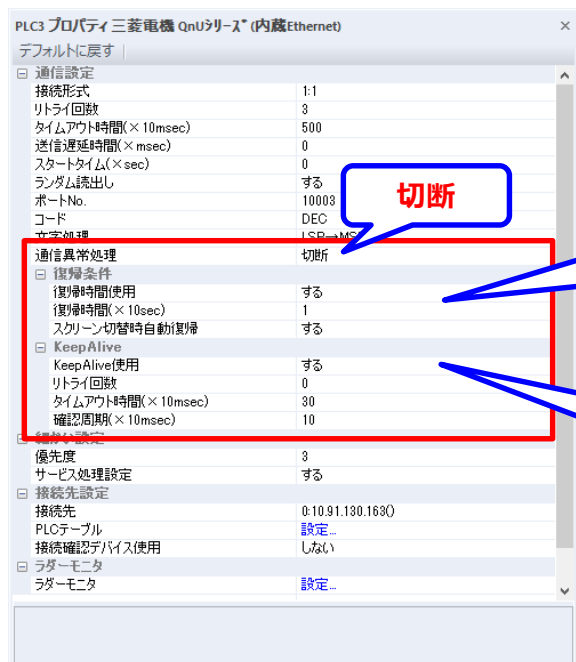 PLC3 プロパティ 三菱電機 QnUｼﾘｰｽﾞ(内蔵Ethernet)
デフォルトに戻す
通信設定
接続形式 1:1
リトライ回数 3
タイムアウト時間(×10msec) 500
送信遅延時間(×msec) 0
スタートタイム(×sec) 0
ランダム読出し する
ポートNo. 10003
コード DEC
切断
通信異常処理 切断
復帰条件
復帰時間使用 する
復帰時間(×10sec) 1
スクリーン切替時自動復帰 する
KeepAlive
KeepAlive使用 する
リトライ回数 0
タイムアウト時間(×10msec) 30
確認周期(×10msec) 10
優先度 3
サービス処理設定 する
接続先設定
接続先 0:10.91.130.163()
PLCテーブル 設定...
接続確認デバイス使用 しない
ラダーモニタ
ラダーモニタ 設定...